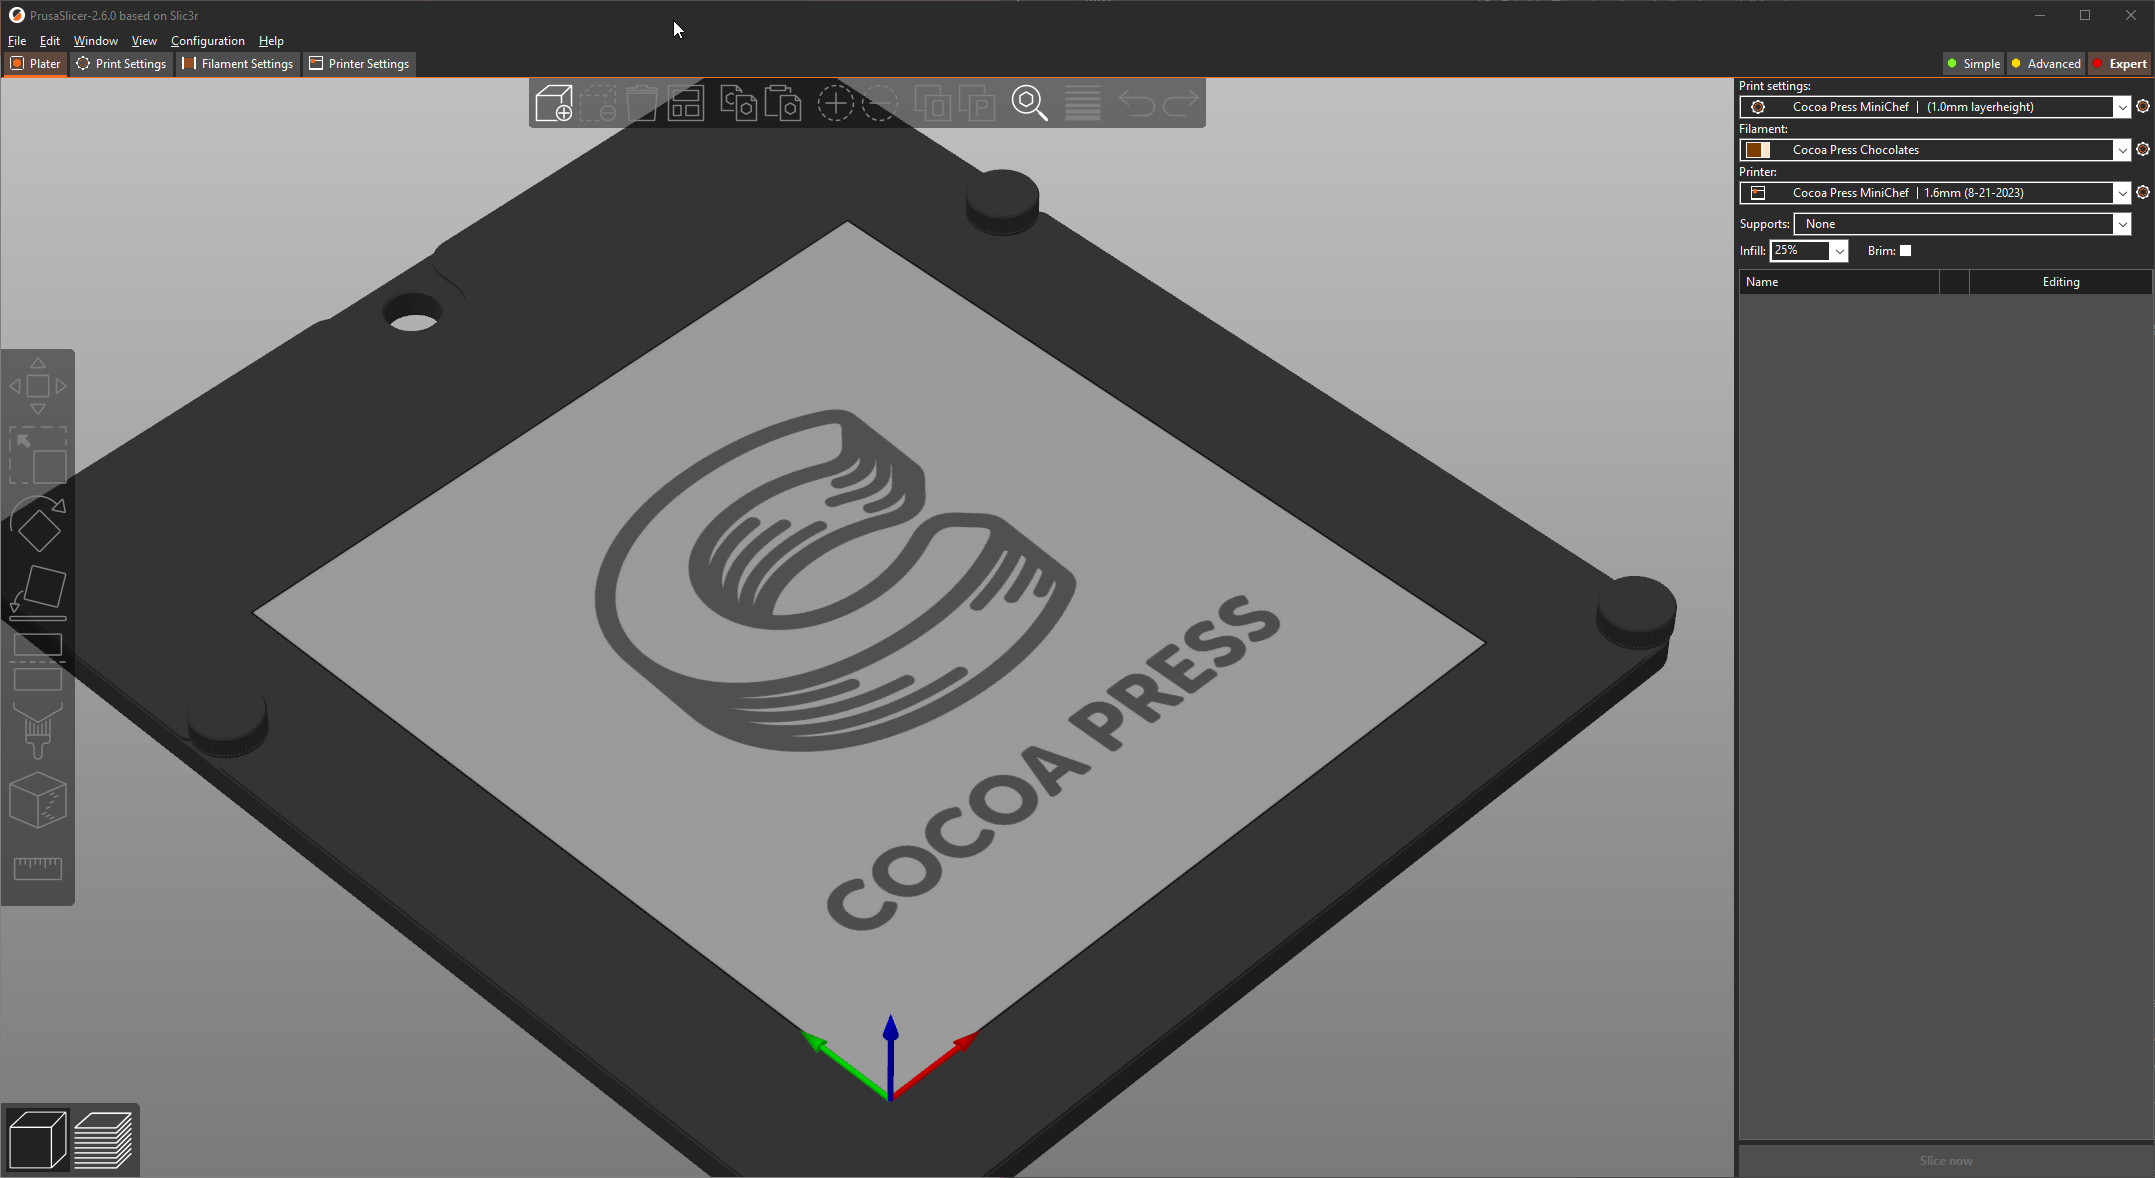 PrusaSlicer-2.6.0 based on Slic3r
File Edit Window View Configuration Help
Plater Print Settings Filament Settings Printer Settings
Simple Advanced Expert
Print settings:
Cocoa Press MiniChef | (1.0mm layerheight)
Filament:
Cocoa Press Chocolates
Printer:
Cocoa Press MiniChef | 1.6mm (8-21-2023)
Supports: None
Infill: 25% Brim:
Name Editing
P
COCOA PRESS
Slice now